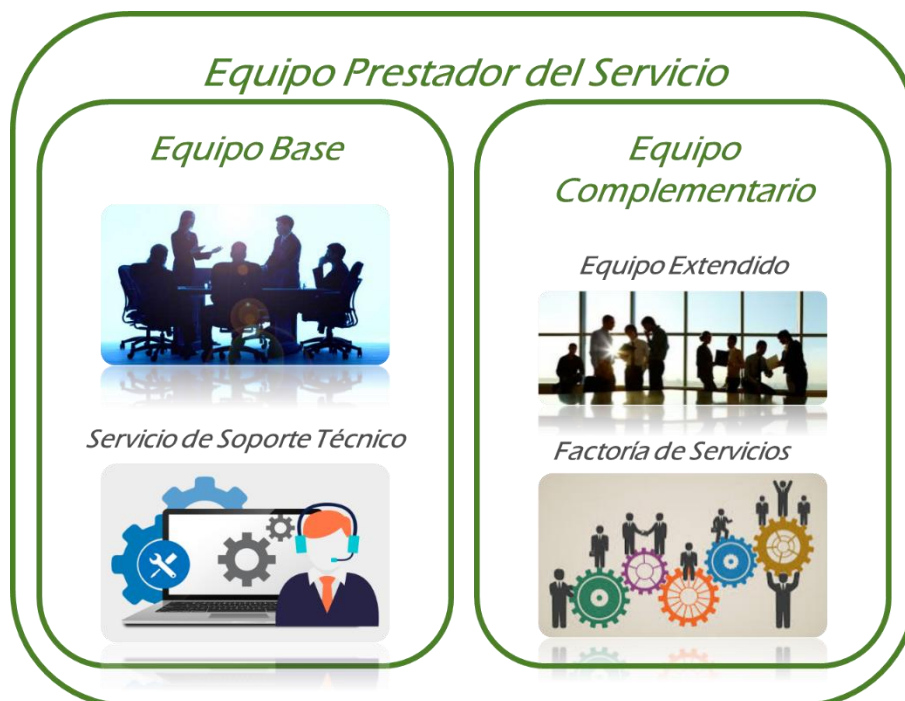 Equipo Prestador del Servicio
Equipo Base
Servicio de Soporte Técnico
Equipo
Complementario
Equipo Extendido
Factoría de Servicios